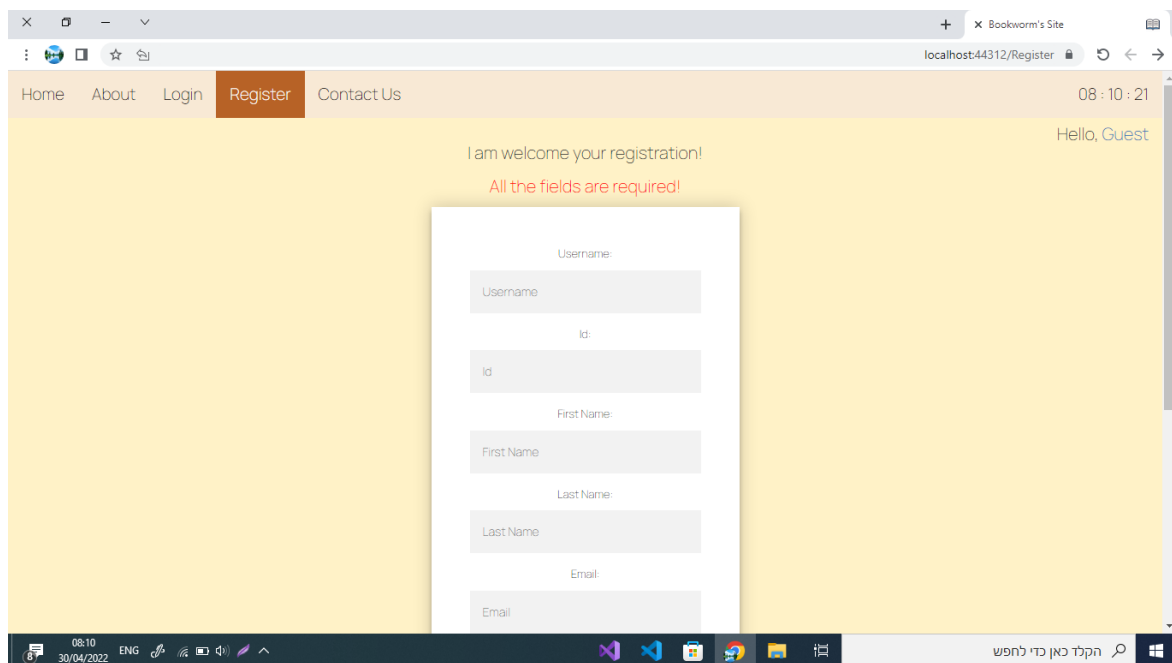 Bookworm's Site
localhost:44312/Register
Home About Login Register Contact Us 08 : 10 : 21
Hello, Guest
I am welcome your registration!
All the fields are required!
Username:
Username
Id:
Id
First Name:
First Name
Last Name:
Last Name
Email:
Email
8
08:10
30/04/2022
ENG
הקלד כאן כדי לחפש